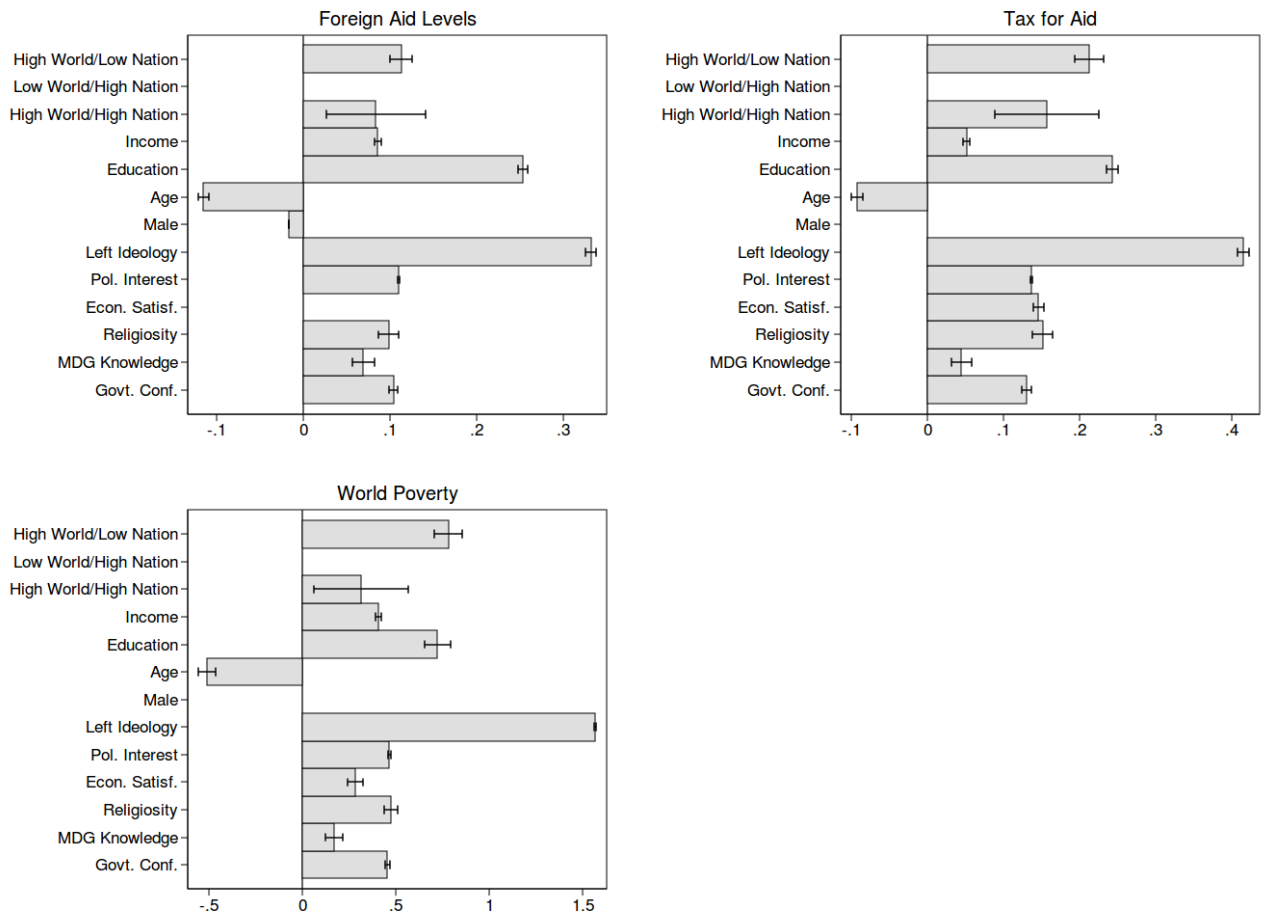 Foreign Aid Levels
High World/Low Nation
Low World/High Nation
High World/High Nation
Income
Education
Age
Male
Left Ideology
Pol. Interest
Econ. Satisf.
Religiosity
MDG Knowledge
Govt. Conf.
-.1 0 .1 .2 .3
Tax for Aid
High World/Low Nation
Low World/High Nation
High World/High Nation
Income
Education
Age
Male
Left Ideology
Pol. Interest
Econ. Satisf.
Religiosity
MDG Knowledge
Govt. Conf.
-.1 0 .1 .2 .3 .4
World Poverty
High World/Low Nation
Low World/High Nation
High World/High Nation
Income
Education
Age
Male
Left Ideology
Pol. Interest
Econ. Satisf.
Religiosity
MDG Knowledge
Govt. Conf.
-.5 0 .5 1 1.5